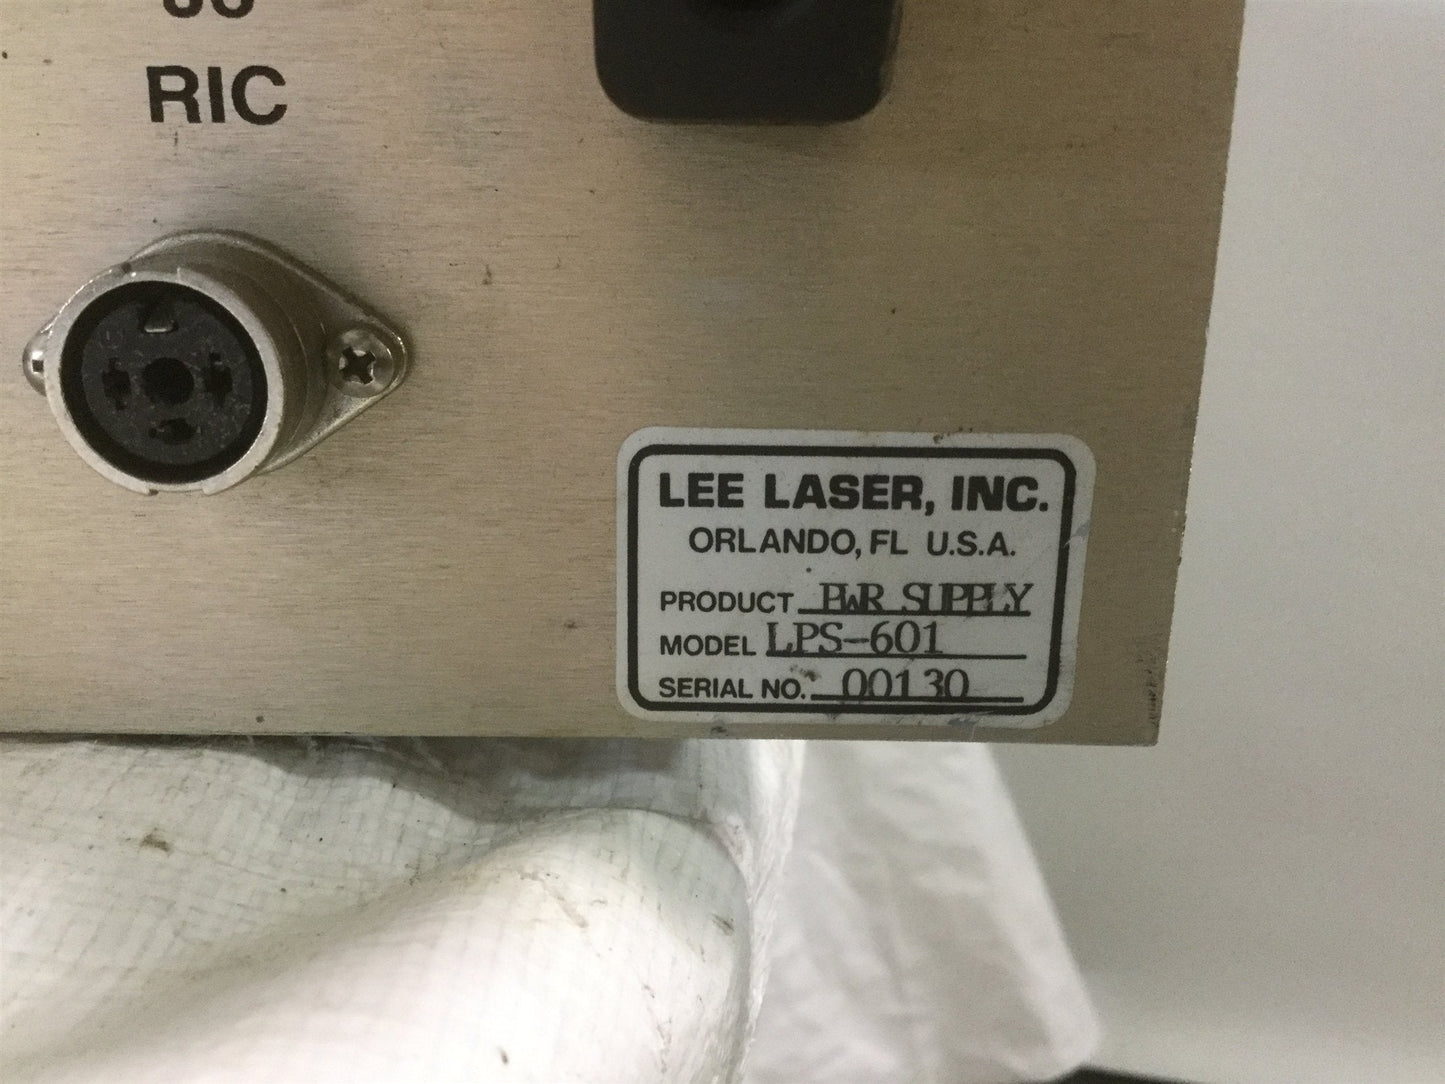 RIC
LEE LASER, INC.
ORLANDO, FL U.S.A.
PRODUCT PWR SUPPLY
MODEL LPS-601
SERIAL NO. 00130